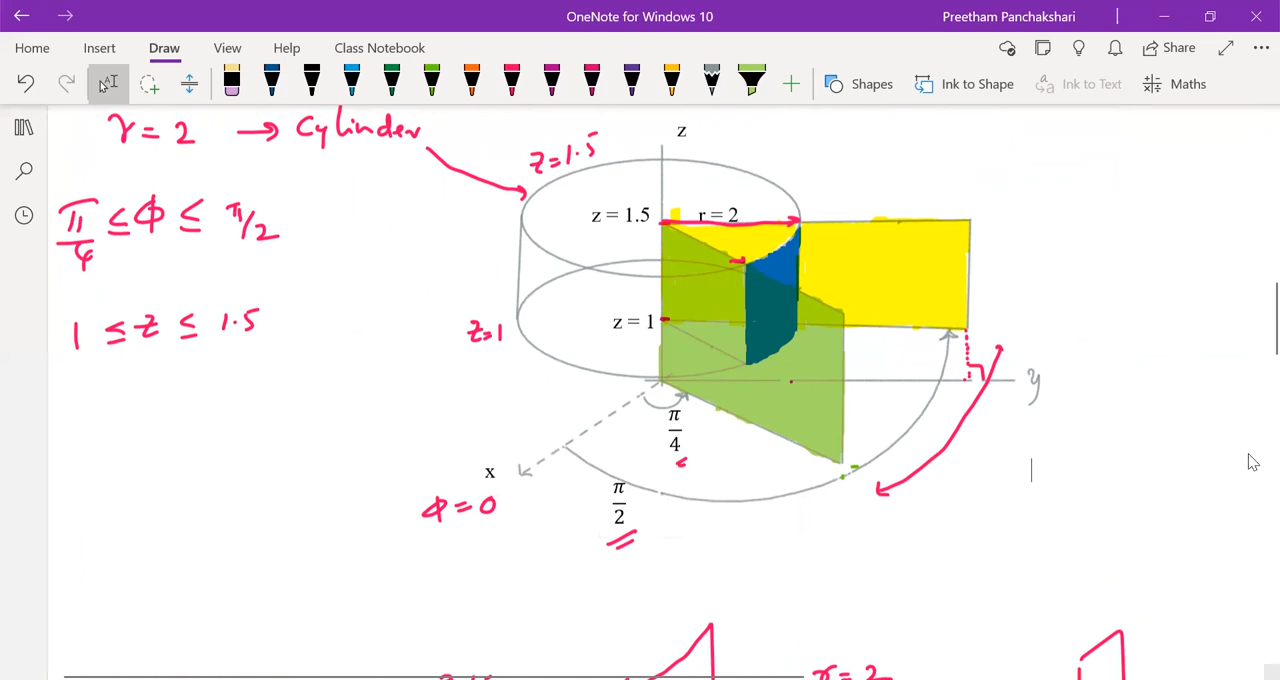 OneNote for Windows 10
Preetham Panchakshari
Home Insert Draw View Help Class Notebook
Share
Shapes
Ink to Shape
Ink to Text
Maths
r = 2 → Cylinder
π/4 ≤ Φ ≤ π/2
1 ≤ z ≤ 1.5
z
z=1.5
z = 1.5
r = 2
z = 1
z=1
y
π/4
x
Φ = 0
π/2
r = 2